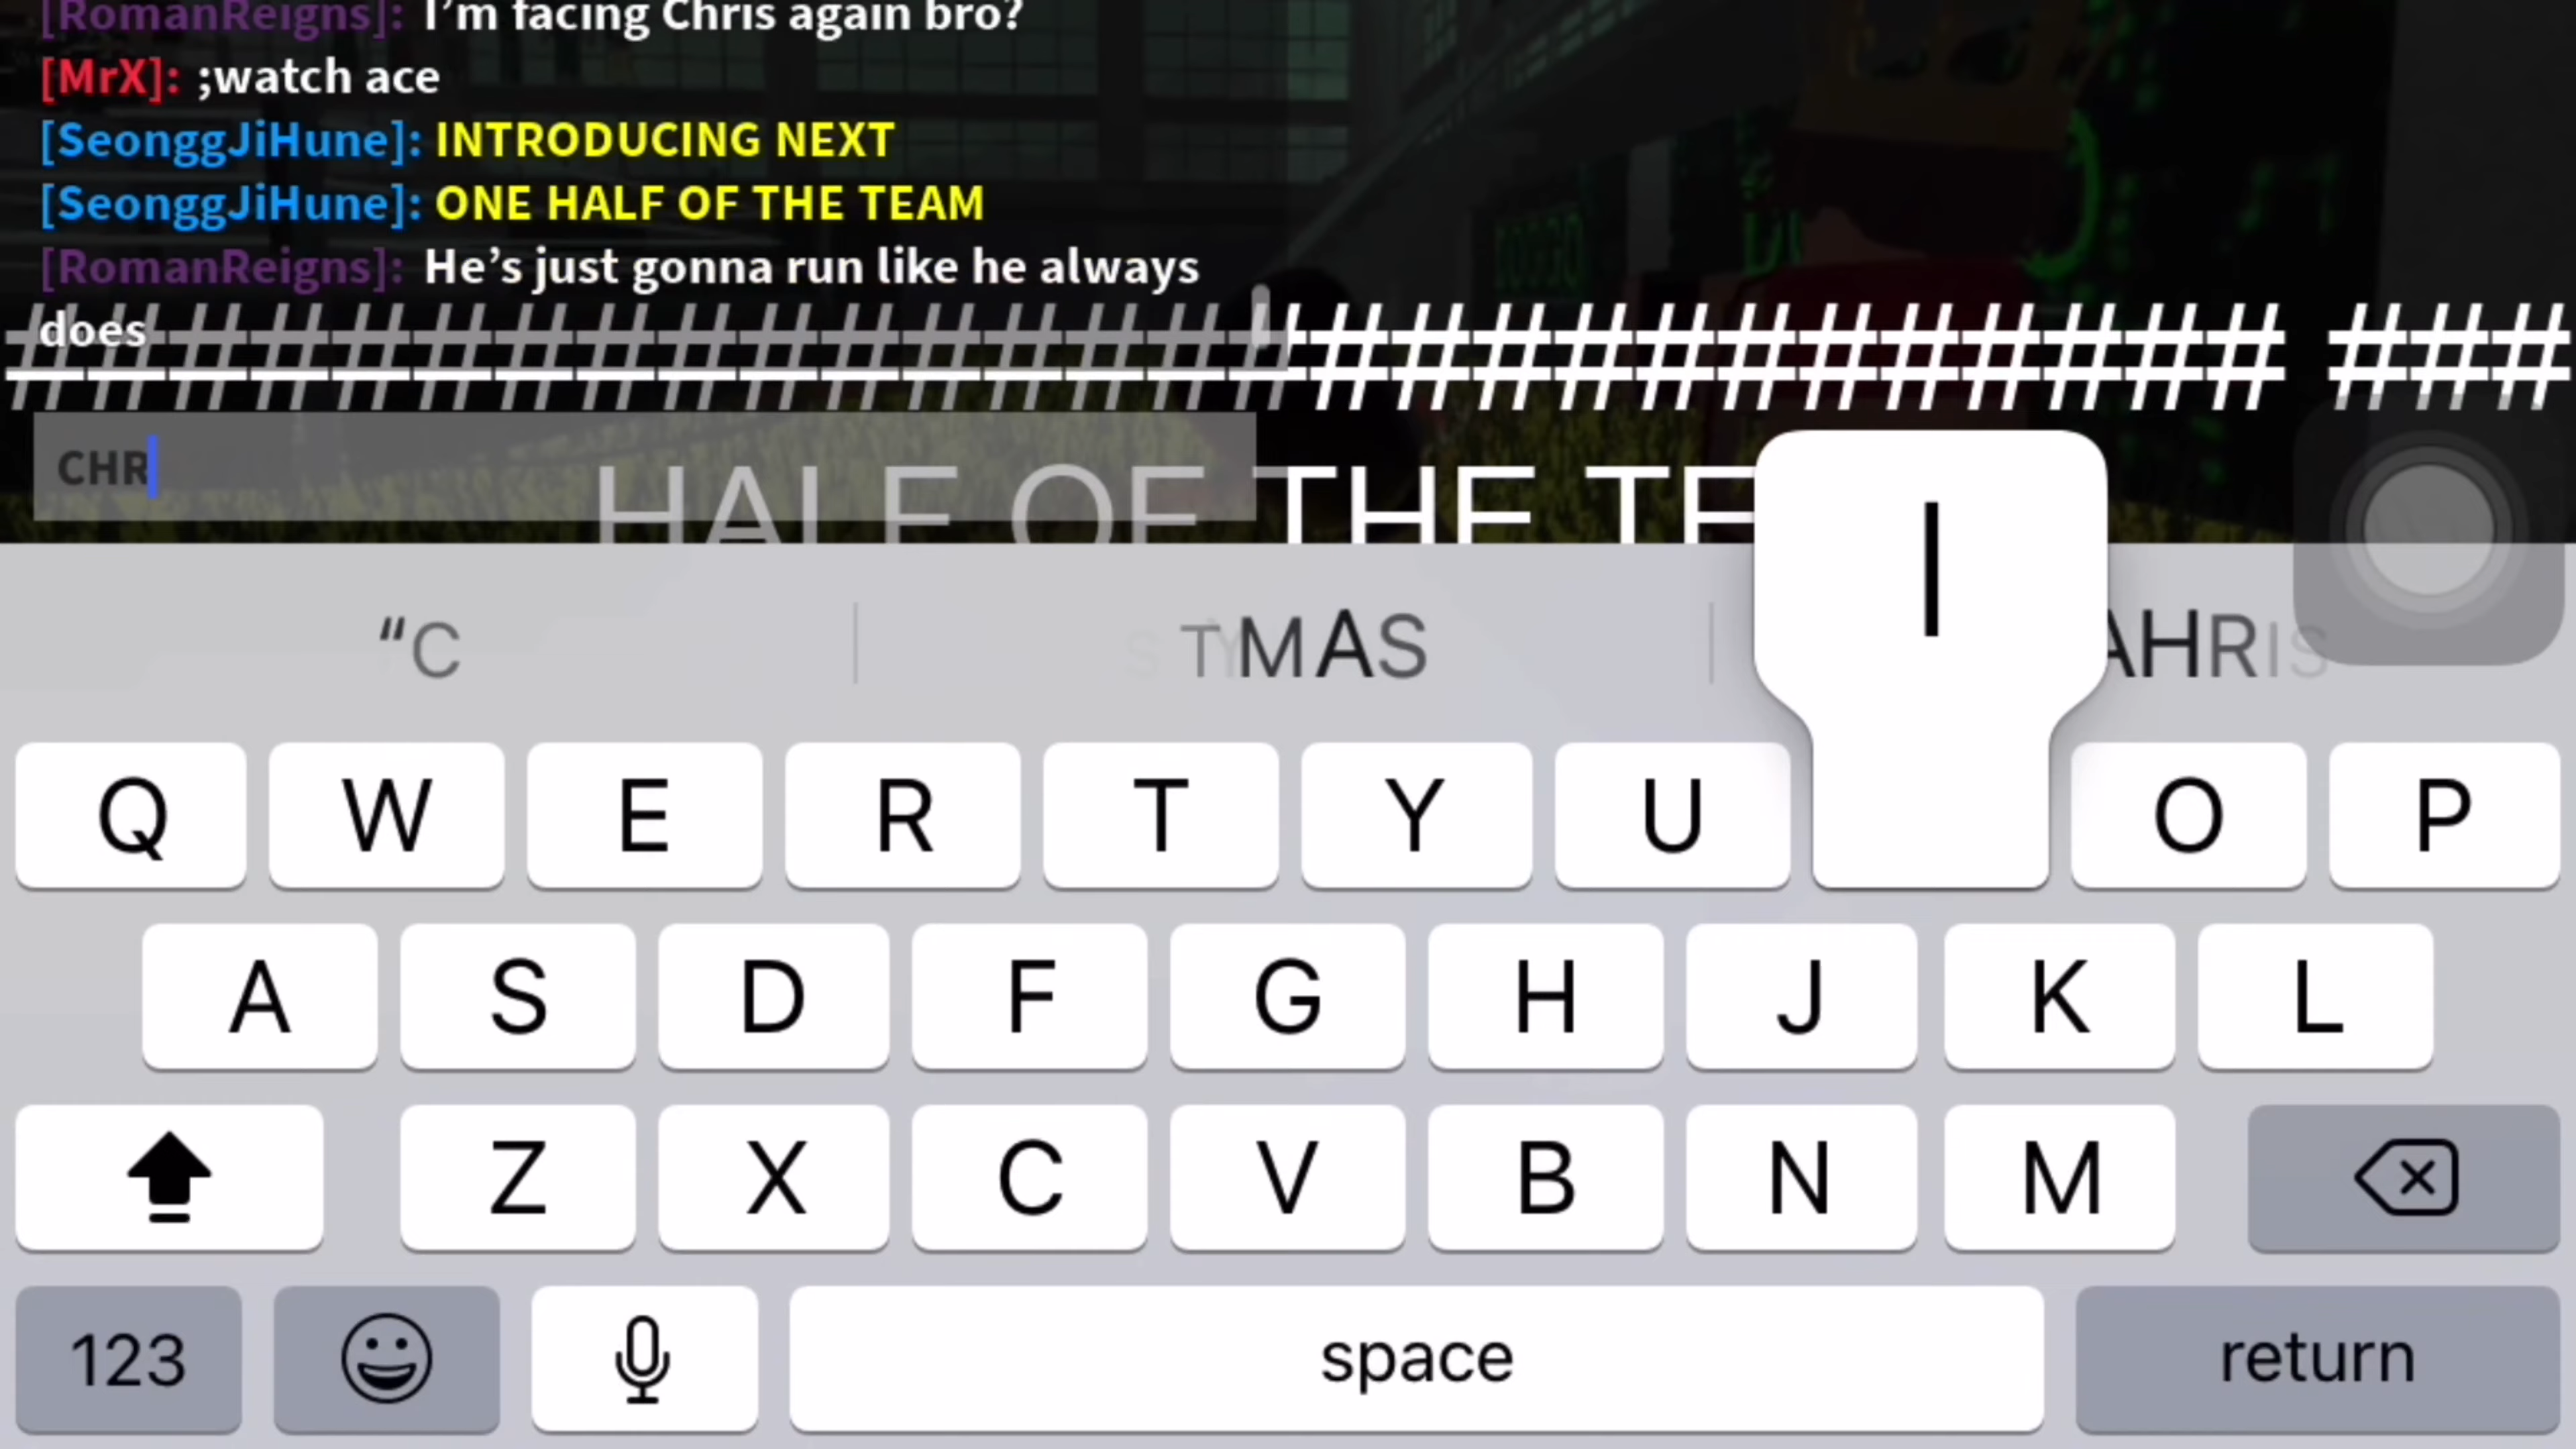 [RomanReigns]: I'm facing Chris again bro?
[MrX]: ;watch ace
[SeonggJiHune]: INTRODUCING NEXT
[SeonggJiHune]: ONE HALF OF THE TEAM
[RomanReigns]: He's just gonna run like he always
does
############################ ###
CHR
HALF OF THE TE
“C
MAS
AHRIS
I
Q W E R T Y U O P
A S D F G H J K L
Z X C V B N M
123 space return